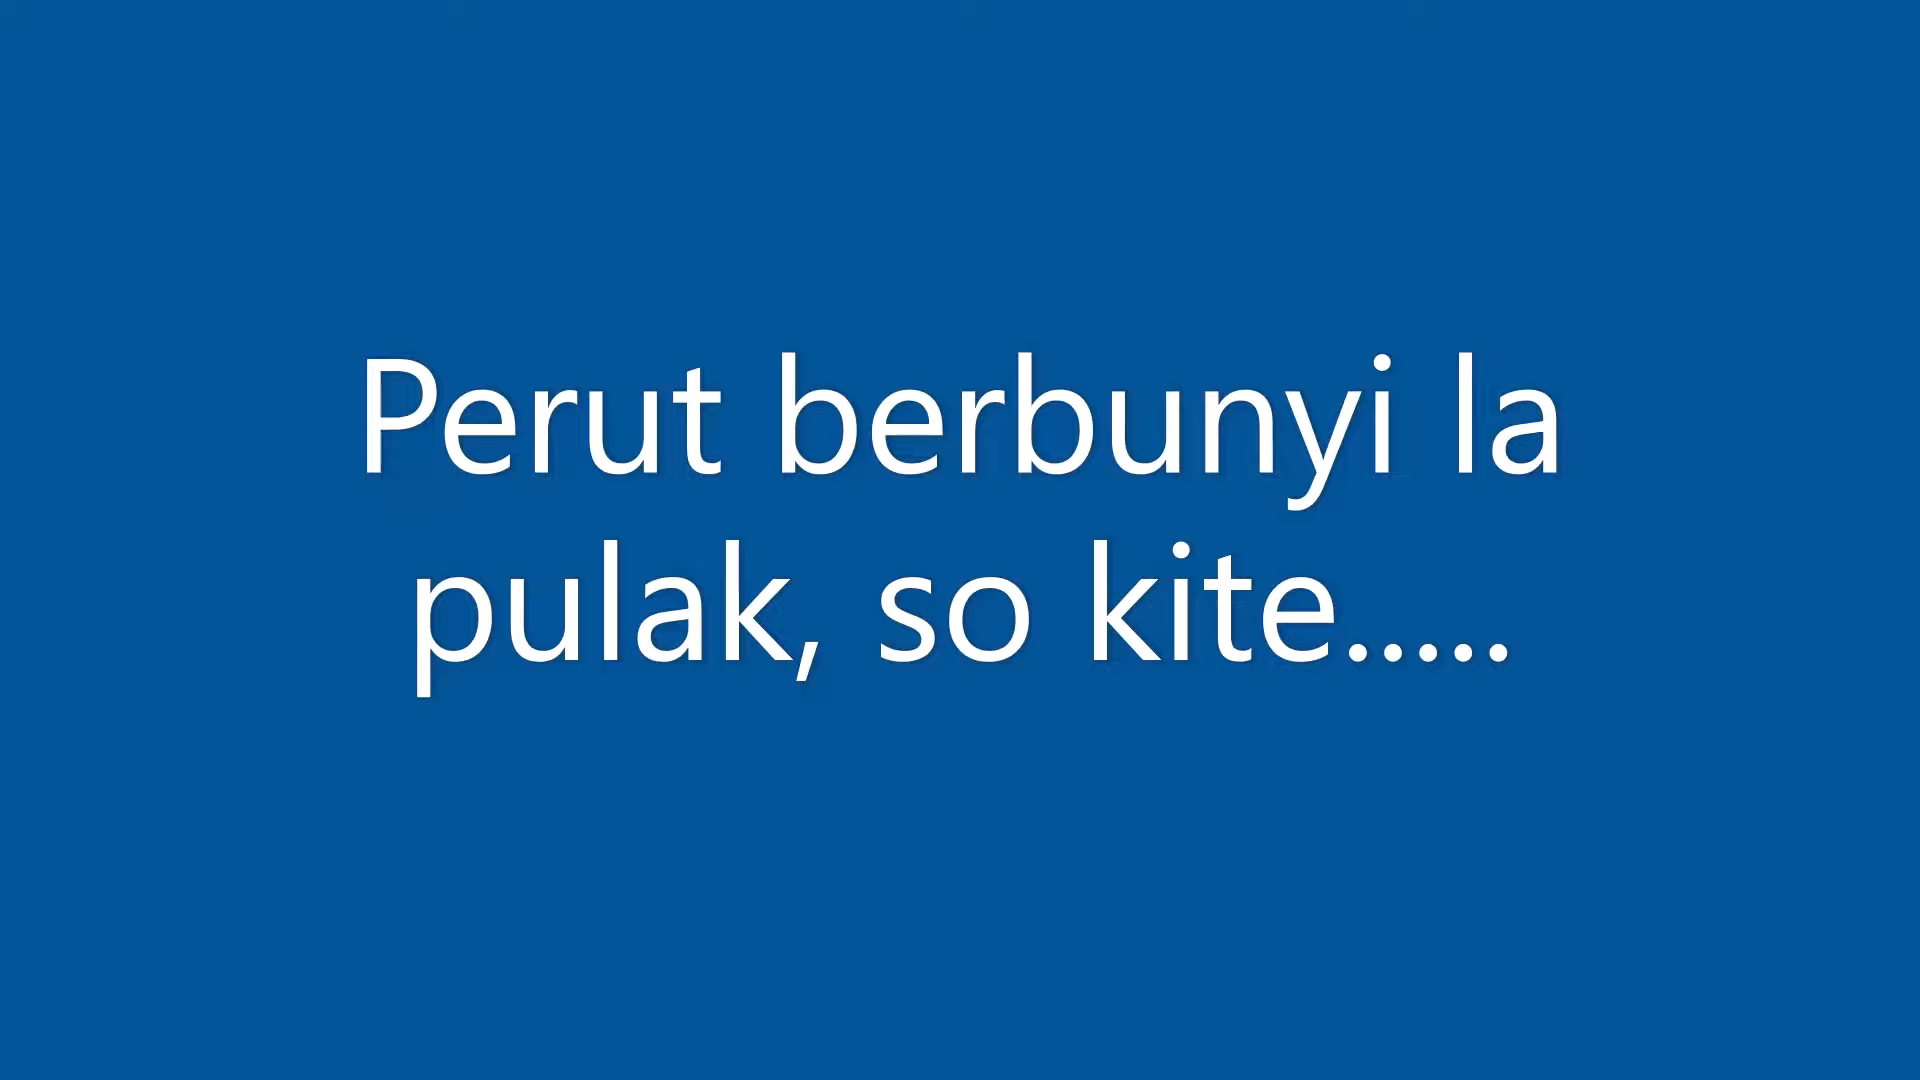 Perut berbunyi la
pulak, so kite.....